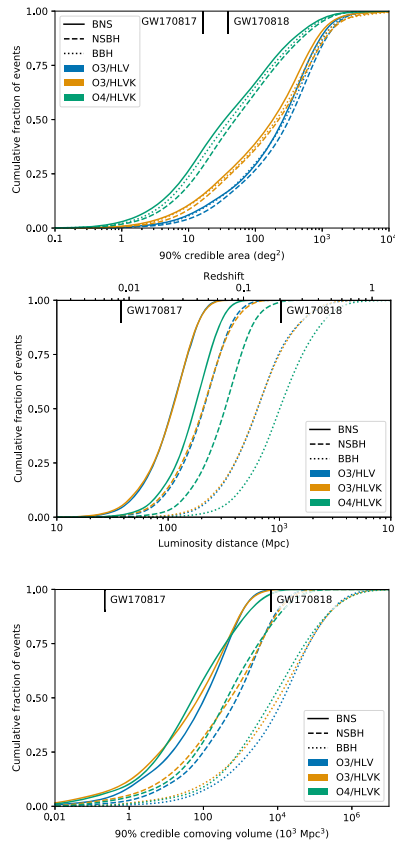 1.00
0.75
0.50
0.25
0.00
Cumulative fraction of events
BNS
NSBH
BBH
O3/HLV
O3/HLVK
O4/HLVK
GW170817
GW170818
0.1 1 10 100 10³ 10⁴
90% credible area (deg²)
Redshift
0.01 0.1 1
1.00
0.75
0.50
0.25
0.00
Cumulative fraction of events
GW170817
GW170818
BNS
NSBH
BBH
O3/HLV
O3/HLVK
O4/HLVK
10 100 10³ 10
Luminosity distance (Mpc)
1.00
0.75
0.50
0.25
0.00
Cumulative fraction of events
GW170817
GW170818
BNS
NSBH
BBH
O3/HLV
O3/HLVK
O4/HLVK
0.01 1 100 10⁴ 10⁶
90% credible comoving volume (10³ Mpc³)